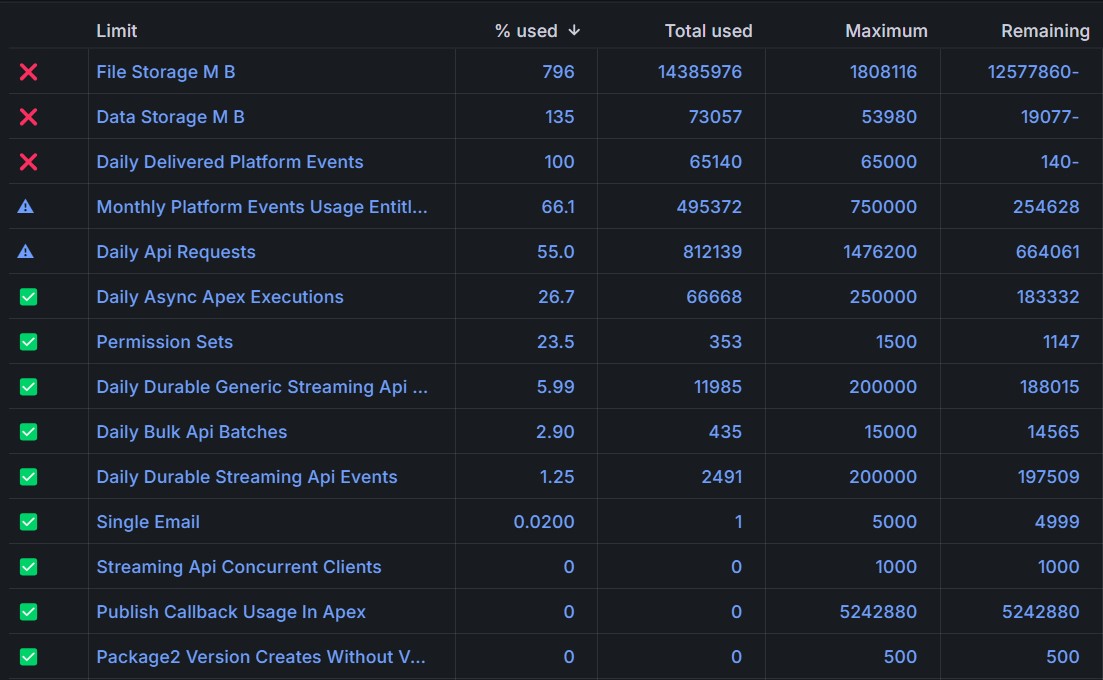 Limit % used ↓ Total used Maximum Remaining
File Storage M B 796 14385976 1808116 12577860-
Data Storage M B 135 73057 53980 19077-
Daily Delivered Platform Events 100 65140 65000 140-
Monthly Platform Events Usage Entitl... 66.1 495372 750000 254628
Daily Api Requests 55.0 812139 1476200 664061
Daily Async Apex Executions 26.7 66668 250000 183332
Permission Sets 23.5 353 1500 1147
Daily Durable Generic Streaming Api ... 5.99 11985 200000 188015
Daily Bulk Api Batches 2.90 435 15000 14565
Daily Durable Streaming Api Events 1.25 2491 200000 197509
Single Email 0.0200 1 5000 4999
Streaming Api Concurrent Clients 0 0 1000 1000
Publish Callback Usage In Apex 0 0 5242880 5242880
Package2 Version Creates Without V... 0 0 500 500